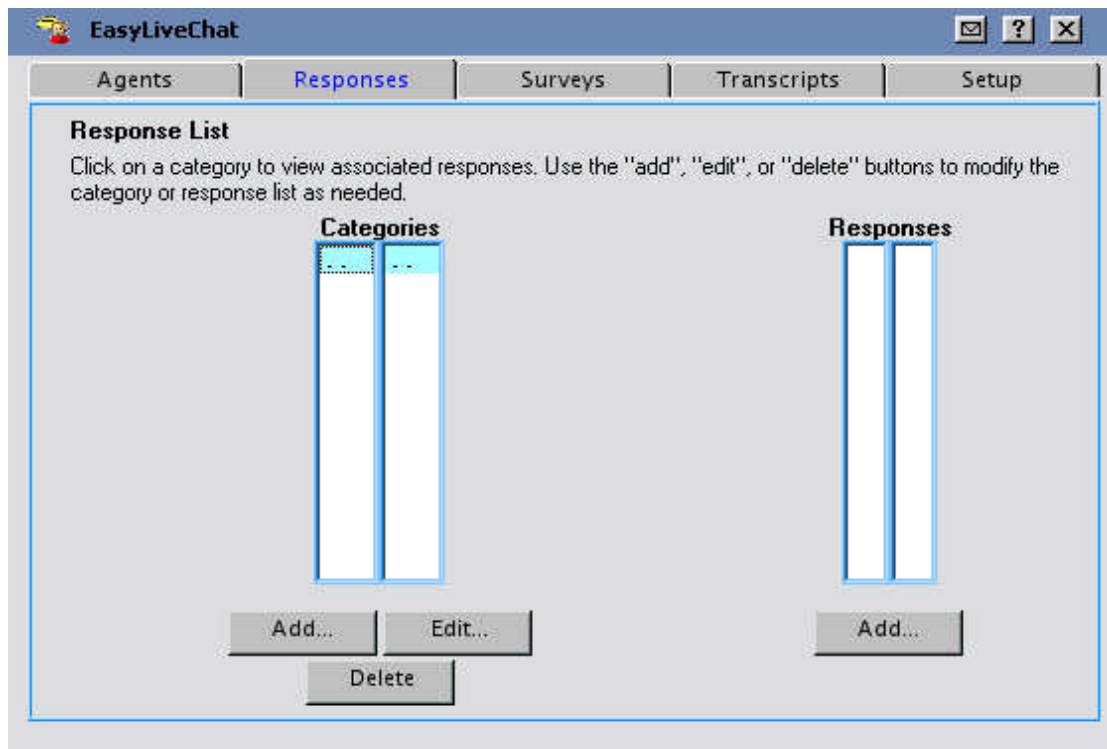 EasyLiveChat
?
Agents Responses Surveys Transcripts Setup
Response List
Click on a category to view associated responses. Use the "add", "edit", or "delete" buttons to modify the
category or response list as needed.
Categories Responses
. . . .
Add... Edit... Add...
Delete